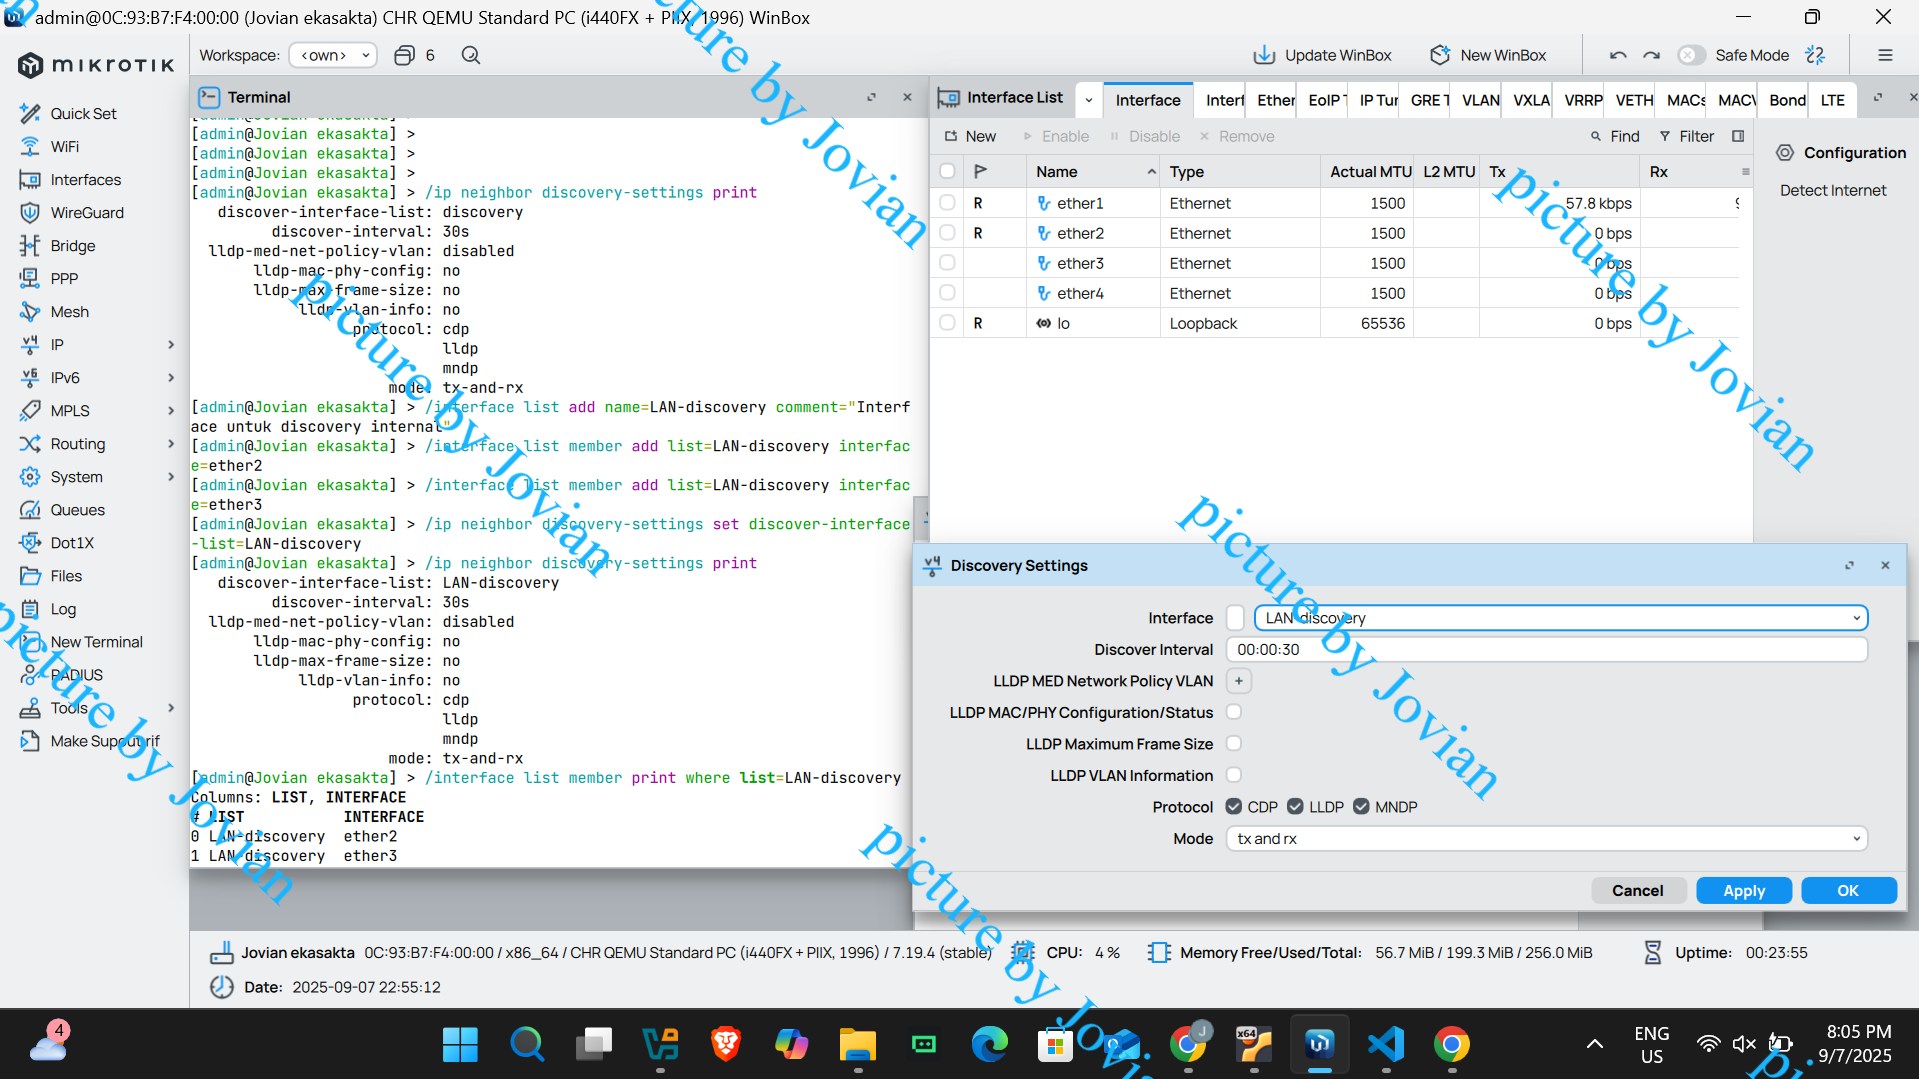 admin@0C:93:B7:F4:00:00 (Jovian ekasakta) CHR QEMU Standard PC (i440FX + PIIX, 1996) WinBox
MIKROTIK
Workspace: <own> 6
Update WinBox New WinBox Safe Mode
Quick Set
WiFi
Interfaces
WireGuard
Bridge
PPP
Mesh
IP
IPv6
MPLS
Routing
System
Queues
Dot1X
Files
Log
New Terminal
RADIUS
Tools
Make Supout.rif
Terminal
[admin@Jovian ekasakta] >
[admin@Jovian ekasakta] >
[admin@Jovian ekasakta] >
[admin@Jovian ekasakta] > /ip neighbor discovery-settings print
discover-interface-list: discovery
discover-interval: 30s
lldp-med-net-policy-vlan: disabled
lldp-mac-phy-config: no
lldp-max-frame-size: no
lldp-vlan-info: no
protocol: cdp
lldp
mndp
mode: tx-and-rx
[admin@Jovian ekasakta] > /interface list add name=LAN-discovery comment="Interf
ace untuk discovery internal"
[admin@Jovian ekasakta] > /interface list member add list=LAN-discovery interfac
e=ether2
[admin@Jovian ekasakta] > /interface list member add list=LAN-discovery interfac
e=ether3
[admin@Jovian ekasakta] > /ip neighbor discovery-settings set discover-interface
-list=LAN-discovery
[admin@Jovian ekasakta] > /ip neighbor discovery-settings print
discover-interface-list: LAN-discovery
discover-interval: 30s
lldp-med-net-policy-vlan: disabled
lldp-mac-phy-config: no
lldp-max-frame-size: no
lldp-vlan-info: no
protocol: cdp
lldp
mndp
mode: tx-and-rx
[admin@Jovian ekasakta] > /interface list member print where list=LAN-discovery
Columns: LIST, INTERFACE
# LIST INTERFACE
0 LAN-discovery ether2
1 LAN-discovery ether3
Interface List Interface Interf Ether EoIP T IP Tun GRE T VLAN VXLA VRRP VETH MACs MACV Bond LTE
New Enable Disable Remove Find Filter
Name Type Actual MTU L2 MTU Tx Rx
R ether1 Ethernet 1500 57.8 kbps
R ether2 Ethernet 1500 0 bps
ether3 Ethernet 1500 0 bps
ether4 Ethernet 1500 0 bps
R lo Loopback 65536 0 bps
Configuration
Detect Internet
Discovery Settings
Interface LAN-discovery
Discover Interval 00:00:30
LLDP MED Network Policy VLAN +
LLDP MAC/PHY Configuration/Status
LLDP Maximum Frame Size
LLDP VLAN Information
Protocol CDP LLDP MNDP
Mode tx and rx
Cancel Apply OK
Jovian ekasakta 0C:93:B7:F4:00:00 / x86_64 / CHR QEMU Standard PC (i440FX + PIIX, 1996) / 7.19.4 (stable) CPU: 4 % Memory Free/Used/Total: 56.7 MiB / 199.3 MiB / 256.0 MiB Uptime: 00:23:55
Date: 2025-09-07 22:55:12
4
J
x64
ENG
US
8:05 PM
9/7/2025
picture by Jovian
picture by Jovian
picture by Jovian
picture by Jovian
picture by Jovian
picture by Jovian